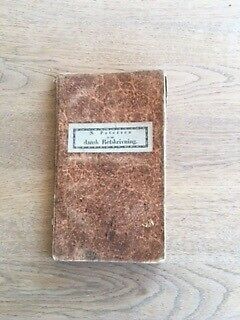 N Petersen
dansk Retskrivning.